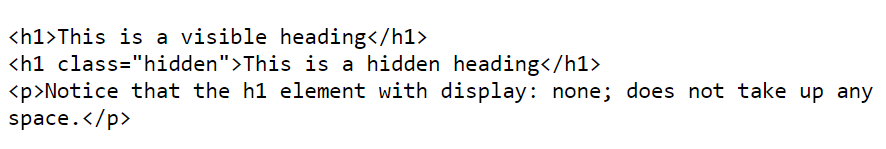 <h1>This is a visible heading</h1>
<h1 class="hidden">This is a hidden heading</h1>
<p>Notice that the h1 element with display: none; does not take up any
space.</p>